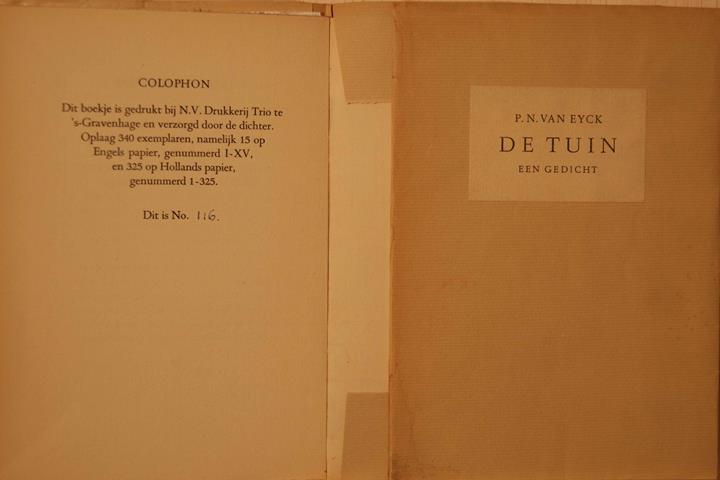 COLOPHON
Dit boekje is gedrukt bij N.V. Drukkerij Trio te
's-Gravenhage en verzorgd door de dichter.
Oplaag 340 exemplaren, namelijk 15 op
Engels papier, genummerd I-XV,
en 325 op Hollands papier,
genummerd 1-325.
Dit is No. 116.
P. N. VAN EYCK
DE TUIN
EEN GEDICHT